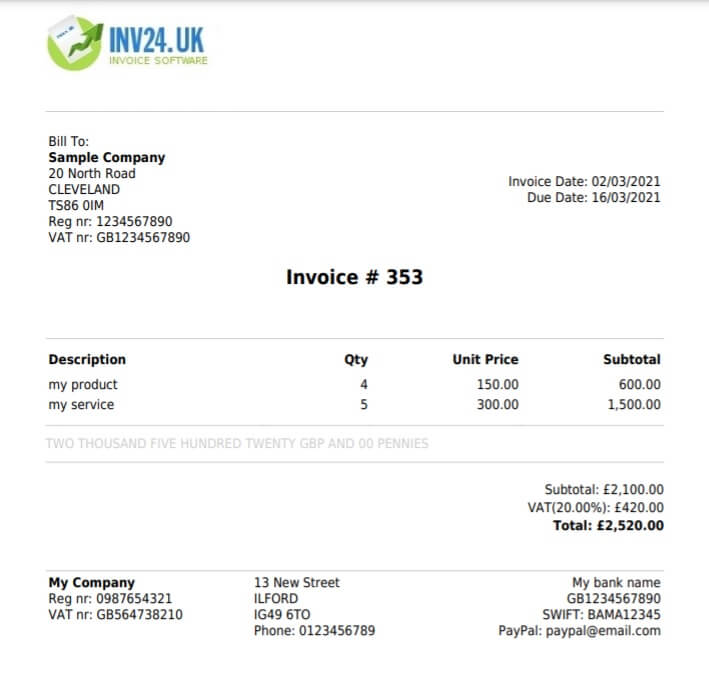 INV24.UK
INVOICE SOFTWARE
Bill To:
Sample Company
20 North Road
CLEVELAND
TS86 0IM
Reg nr: 1234567890
VAT nr: GB1234567890
Invoice Date: 02/03/2021
Due Date: 16/03/2021
Invoice # 353
Description Qty Unit Price Subtotal
my product 4 150.00 600.00
my service 5 300.00 1,500.00
TWO THOUSAND FIVE HUNDRED TWENTY GBP AND 00 PENNIES
Subtotal: £2,100.00
VAT(20.00%): £420.00
Total: £2,520.00
My Company
Reg nr: 0987654321
VAT nr: GB564738210
13 New Street
ILFORD
IG49 6TO
Phone: 0123456789
My bank name
GB1234567890
SWIFT: BAMA12345
PayPal: paypal@email.com